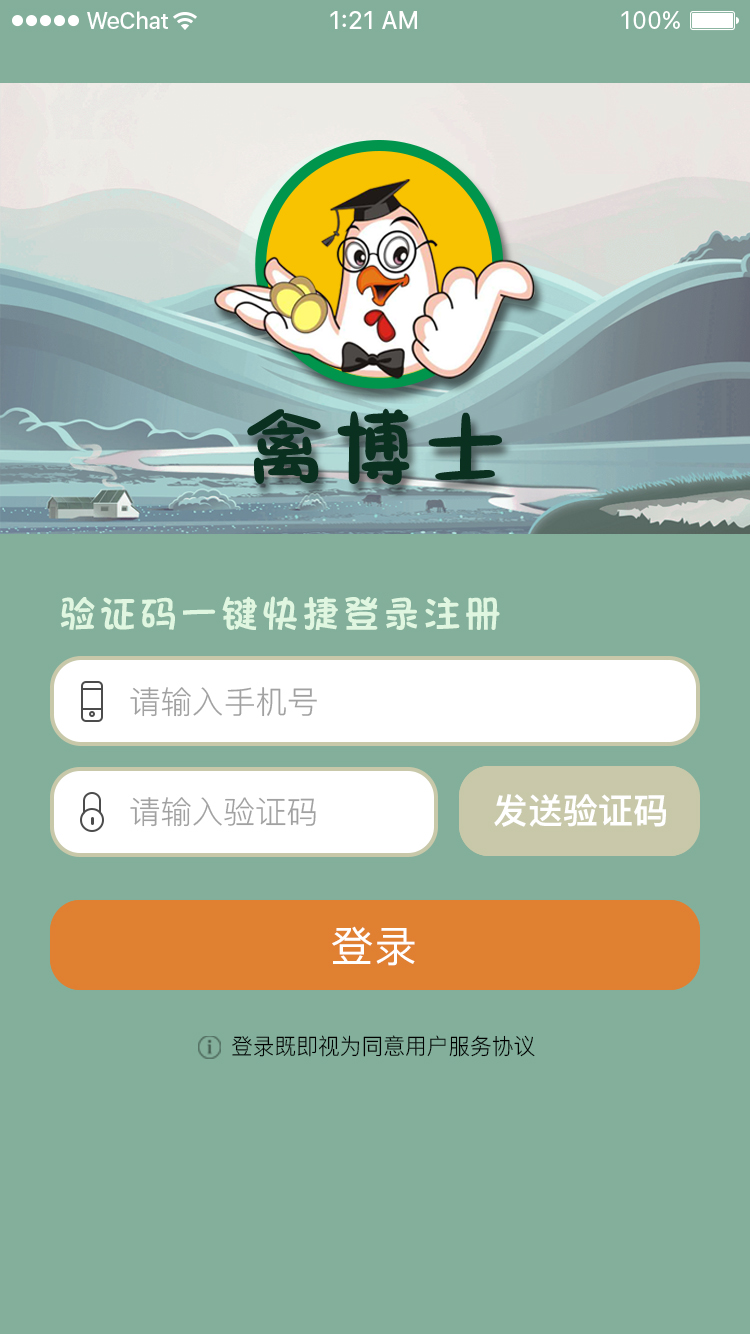 WeChat 1:21 AM 100%
禽博士
验证码一键快捷登录注册
请输入手机号
请输入验证码 发送验证码
登录
登录既即视为同意用户服务协议